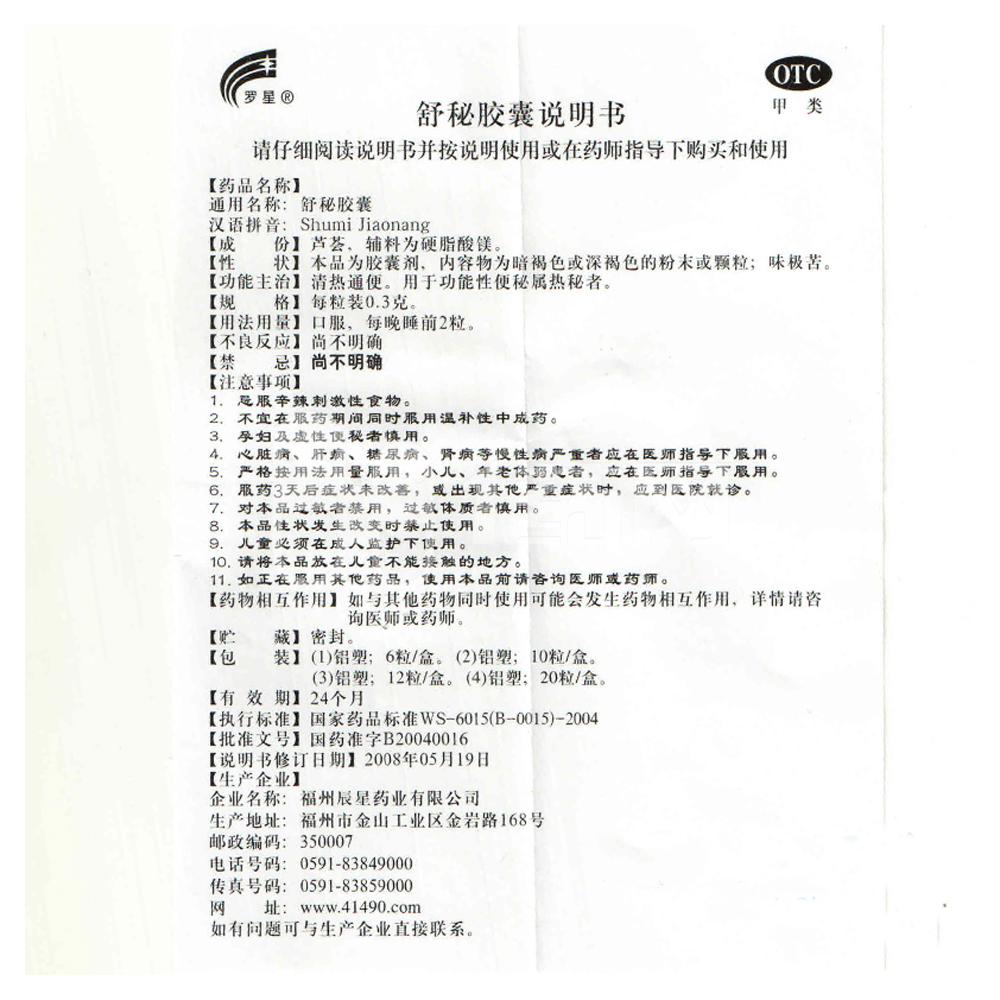 罗星®
OTC
甲类
舒秘胶囊说明书
请仔细阅读说明书并按说明使用或在药师指导下购买和使用
【药品名称】
通用名称：舒秘胶囊
汉语拼音：Shumi Jiaonang
【成 份】芦荟、辅料为硬脂酸镁。
【性 状】本品为胶囊剂，内容物为暗褐色或深褐色的粉末或颗粒；味极苦。
【功能主治】清热通便。用于功能性便秘属热秘者。
【规 格】每粒装0.3克。
【用法用量】口服，每晚睡前2粒。
【不良反应】尚不明确
【禁 忌】尚不明确
【注意事项】
1. 忌服辛辣刺激性食物。
2. 不宜在服药期间同时服用温补性中成药。
3. 孕妇及虚性便秘者慎用。
4. 心脏病、肝病、糖尿病、肾病等慢性病严重者应在医师指导下服用。
5. 严格按用法用量服用，小儿、年老体弱患者，应在医师指导下服用。
6. 服药3天后症状未改善，或出现其他严重症状时，应到医院就诊。
7. 对本品过敏者禁用，过敏体质者慎用。
8. 本品性状发生改变时禁止使用。
9. 儿童必须在成人监护下使用。
10. 请将本品放在儿童不能接触的地方。
11. 如正在服用其他药品，使用本品前请咨询医师或药师。
【药物相互作用】如与其他药物同时使用可能会发生药物相互作用，详情请咨
询医师或药师。
【贮 藏】密封。
【包 装】(1)铝塑；6粒/盒。(2)铝塑；10粒/盒。
(3)铝塑；12粒/盒。(4)铝塑；20粒/盒。
【有 效 期】24个月
【执行标准】国家药品标准WS-6015(B-0015)-2004
【批准文号】国药准字B20040016
【说明书修订日期】2008年05月19日
【生产企业】
企业名称：福州辰星药业有限公司
生产地址：福州市金山工业区金岩路168号
邮政编码：350007
电话号码：0591-83849000
传真号码：0591-83859000
网 址：www.41490.com
如有问题可与生产企业直接联系。